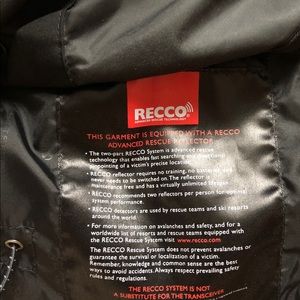 RECCO
ADVANCED RESCUE TECHNOLOGY
THIS GARMENT IS EQUIPPED WITH A RECCO
ADVANCED RESCUE REFLECTOR
• The two-part RECCO System is advanced rescue
technology that enables fast searching and directional
pinpointing of a victim's precise location.
• RECCO reflector requires no training, no batteries and
never needs to be switched on. The reflector is
maintenance free and has a virtually unlimited lifespan.
• RECCO recommends two reflectors per person for optimal
system performance.
• RECCO detectors are used by rescue teams and ski resorts
around the world.
• For more information on avalanches and safety, and for a
worldwide list of resorts and rescue teams equipped with
the RECCO Rescue System visit www.recco.com
The RECCO Rescue System does not prevent avalanches or
guarantee the survival or localization of a victim.
Remember, knowledge and common sense are the best
ways to avoid accidents. Always respect prevailing safety
rules and regulations.
THE RECCO SYSTEM IS NOT
A SUBSTITUTE FOR THE TRANSCEIVER